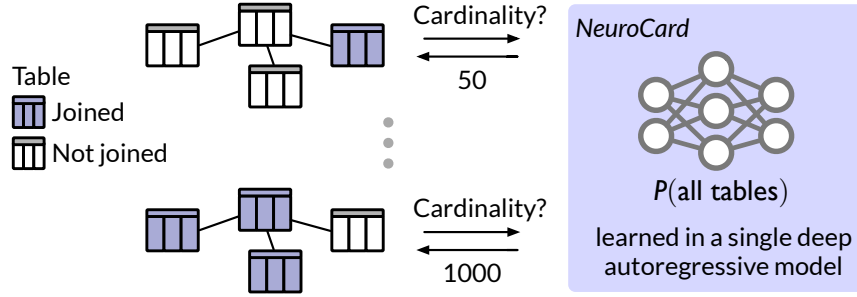 Cardinality?
50
NeuroCard
Table
Joined
Not joined
P(all tables)
learned in a single deep
autoregressive model
Cardinality?
1000